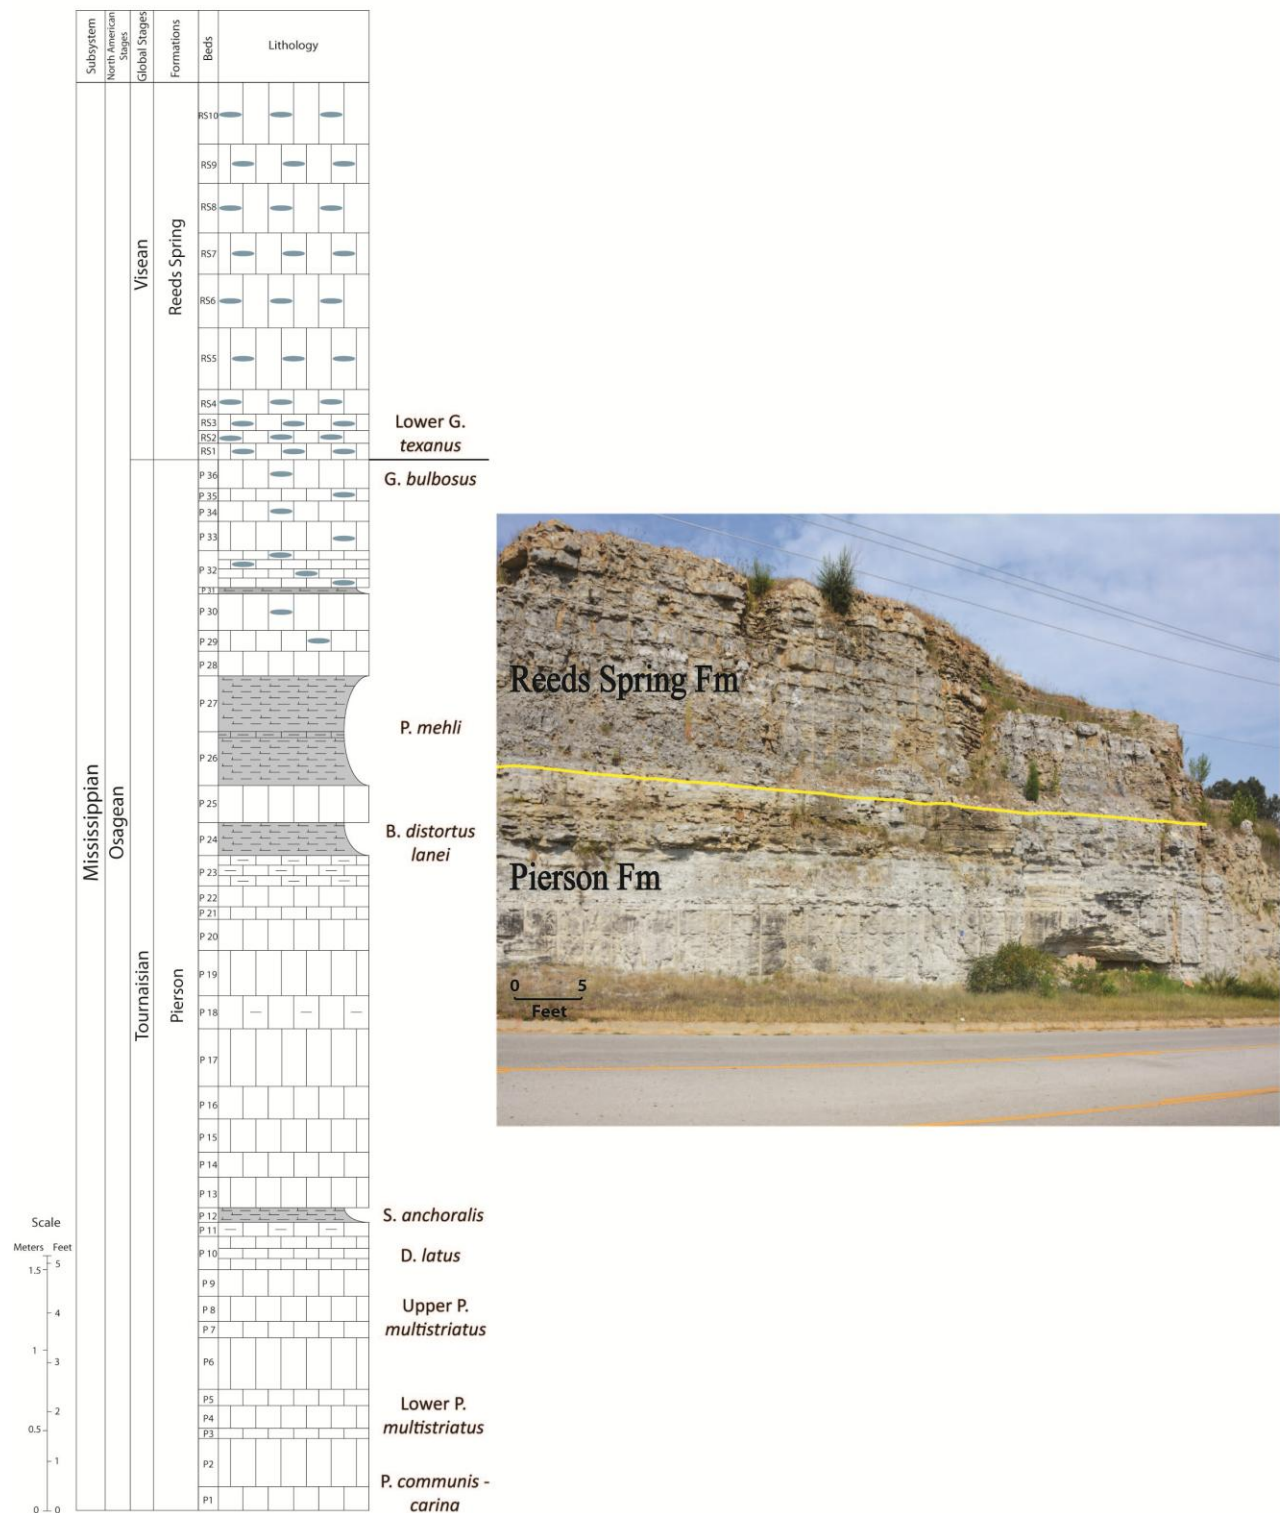 Subsystem
North American
Stages
Global Stages
Formations
Beds
Lithology
Mississippian
Osagean
Visean
Tournaisian
Reeds Spring
Pierson
RS10
RS9
RS8
RS7
RS6
RS5
RS4
RS3
RS2
RS1
P 36
P 35
P 34
P 33
P 32
P 31
P 30
P 29
P 28
P 27
P 26
P 25
P 24
P 23
P 22
P 21
P 20
P 19
P 18
P 17
P 16
P 15
P 14
P 13
P 12
P 11
P 10
P 9
P 8
P 7
P6
P5
P4
P3
P2
P1
Lower G.
texanus
G. bulbosus
P. mehli
B. distortus
lanei
S. anchoralis
D. latus
Upper P.
multistriatus
Lower P.
multistriatus
P. communis -
carina
Scale
Meters Feet
5
1.5
4
1
3
2
0.5
1
0 0
Reeds Spring Fm
Pierson Fm
0 5
Feet